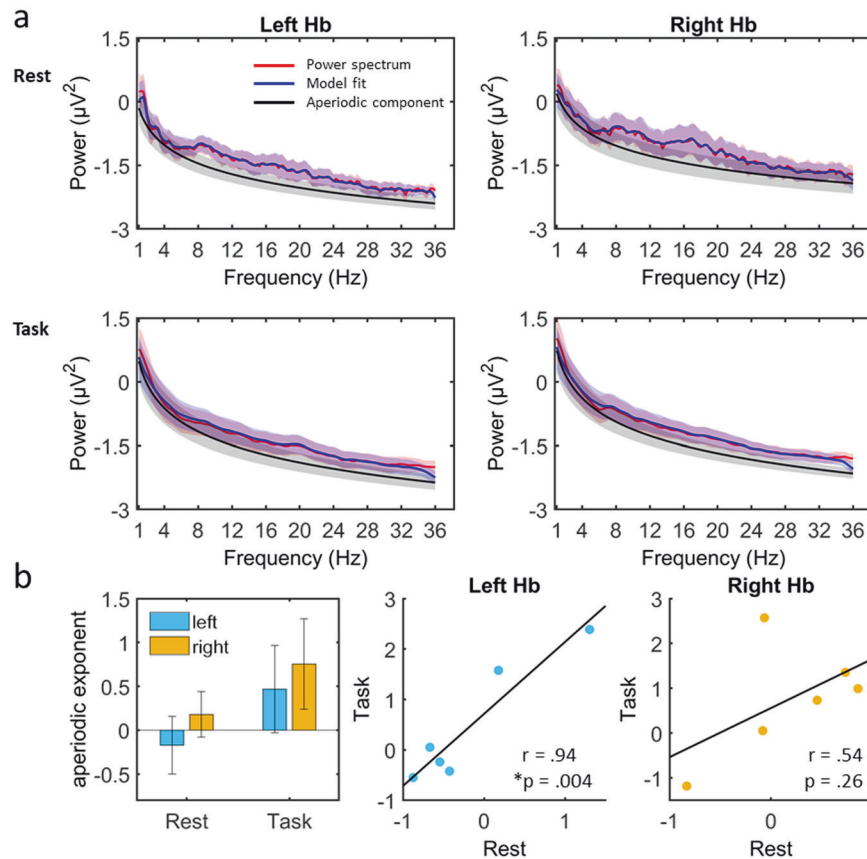 a
Left Hb
Right Hb
Rest
Power (µV²)
1.5
0
-1.5
-3
Power spectrum
Model fit
Aperiodic component
1 4 8 12 16 20 24 28 32 36
Frequency (Hz)
Power (µV²)
1.5
0
-1.5
-3
1 4 8 12 16 20 24 28 32 36
Frequency (Hz)
Task
Power (µV²)
1.5
0
-1.5
-3
1 4 8 12 16 20 24 28 32 36
Frequency (Hz)
Power (µV²)
1.5
0
-1.5
-3
1 4 8 12 16 20 24 28 32 36
Frequency (Hz)
b
aperiodic exponent
1.5
1
0.5
0
-0.5
left
right
Rest Task
Left Hb
Task
3
2
1
0
-1
r = .94
*p = .004
-1 0 1
Rest
Right Hb
Task
3
2
1
0
-1
r = .54
p = .26
-1 0
Rest